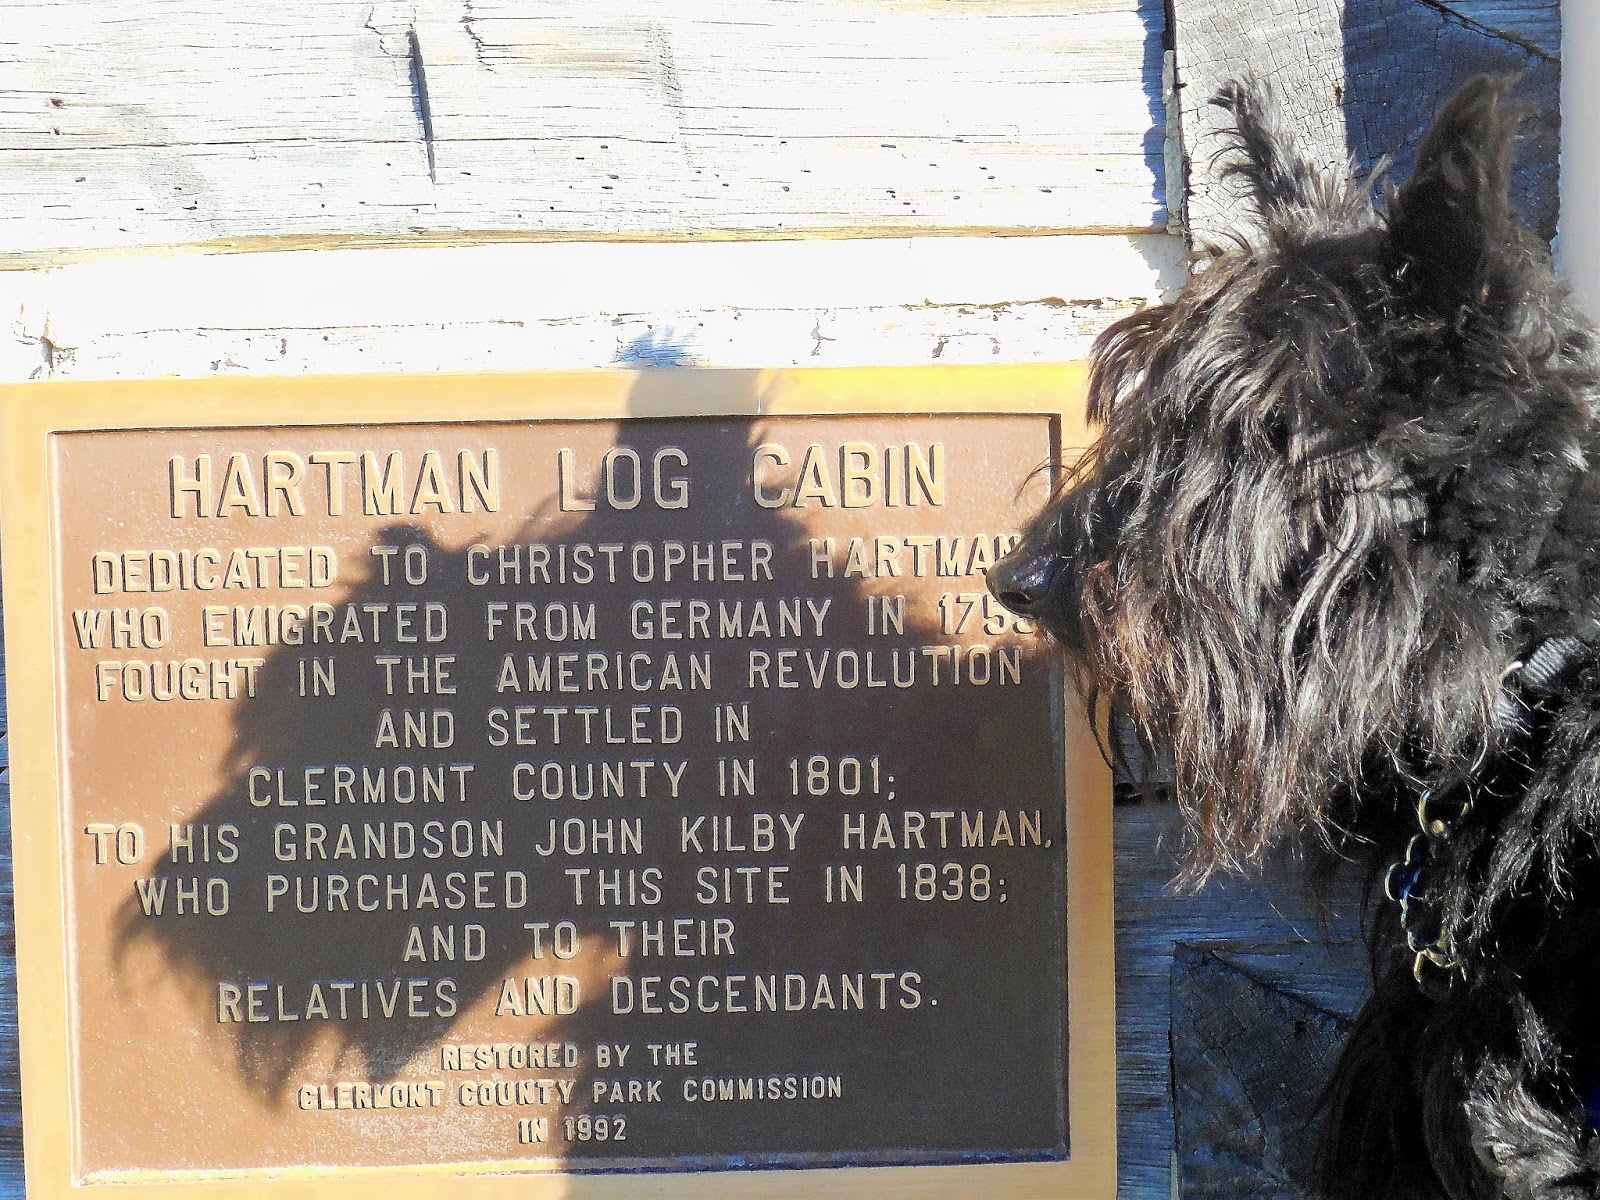 HARTMAN LOG CABIN
DEDICATED TO CHRISTOPHER HARTMAN
WHO EMIGRATED FROM GERMANY IN
FOUGHT IN THE AMERICAN REVOLUTION
AND SETTLED IN
CLERMONT COUNTY IN 1801;
TO HIS GRANDSON JOHN KILBY HARTMAN,
WHO PURCHASED THIS SITE IN 1838;
AND TO THEIR
RELATIVES AND DESCENDANTS.
RESTORED BY THE
CLERMONT COUNTY PARK COMMISSION
IN 1992